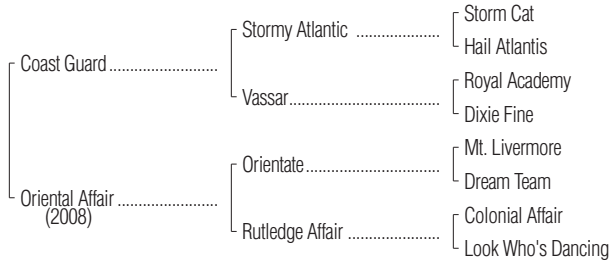 Storm Cat
Stormy Atlantic ..................
Hail Atlantis
Coast Guard ........................
Royal Academy
Vassar................................
Dixie Fine
Mt. Livermore
Orientate.............................
Dream Team
Oriental Affair ......................
(2008)
Colonial Affair
Rutledge Affair ....................
Look Who's Dancing